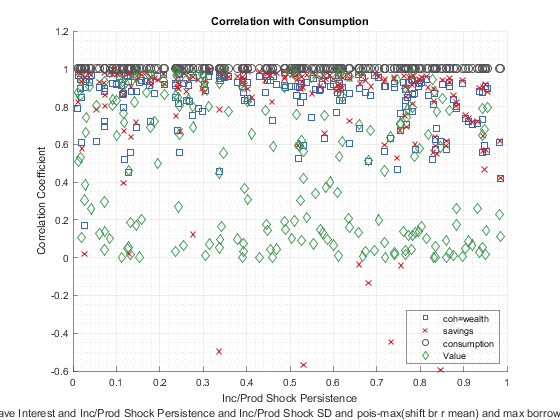 Correlation with Consumption
1.2
1
0.8
0.6
0.4
0.2
0
-0.2
-0.4
-0.6
Correlation Coefficient
coh=wealth
savings
consumption
Value
0 0.1 0.2 0.3 0.4 0.5 0.6 0.7 0.8 0.9 1
Inc/Prod Shock Persistence
ave Interest and Inc/Prod Shock Persistence and Inc/Prod Shock SD and pois-max(shift br r mean) and max borrow